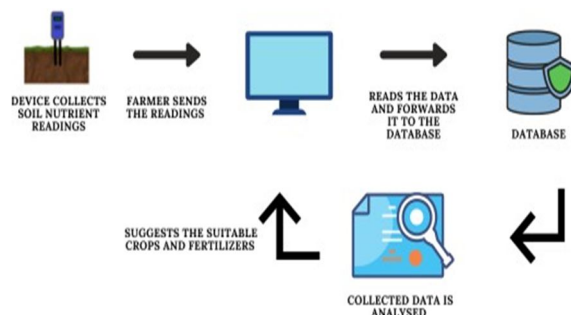 DEVICE COLLECTS
SOIL NUTRIENT
READINGS
FARMER SENDS
THE READINGS
READS THE DATA
AND FORWARDS
IT TO THE
DATABASE
DATABASE
SUGGESTS THE SUITABLE
CROPS AND FERTILIZERS
COLLECTED DATA IS
ANALYSED